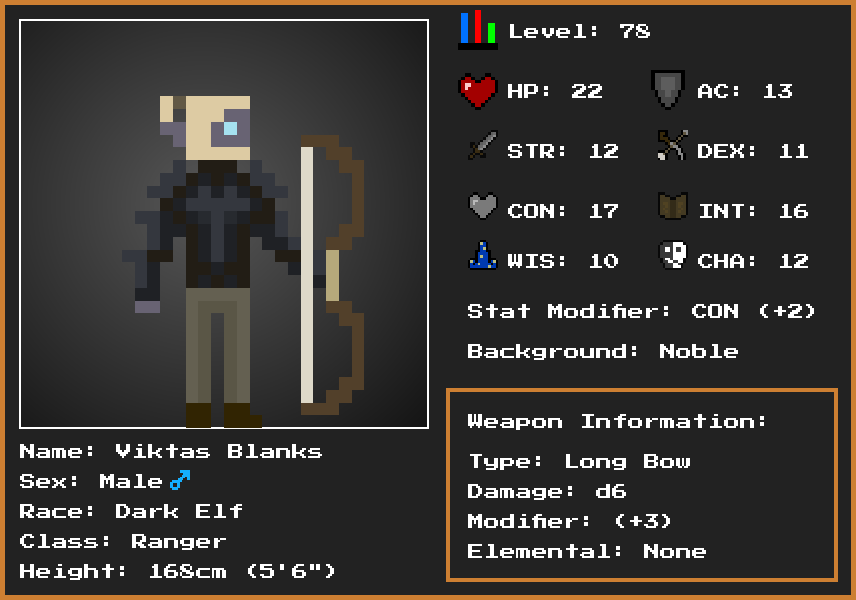 Level: 78
HP: 22 AC: 13
STR: 12 DEX: 11
CON: 17 INT: 16
WIS: 10 CHA: 12
Stat Modifier: CON (+2)
Background: Noble
Weapon Information:
Type: Long Bow
Damage: d6
Modifier: (+3)
Elemental: None
Name: Viktas Blanks
Sex: Male ♂
Race: Dark Elf
Class: Ranger
Height: 168cm (5'6")